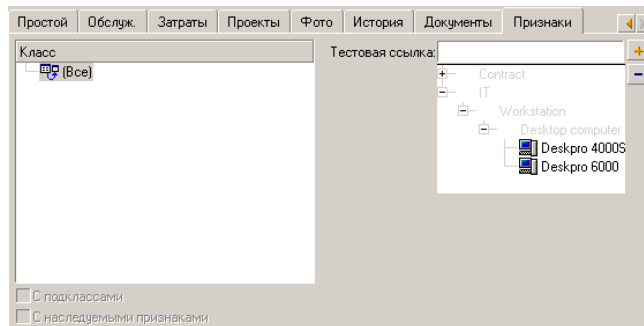 Простой Обслуж. Затраты Проекты Фото История Документы Признаки
Класс
(Все)
Тестовая ссылка:
Contract
IT
Workstation
Desktop computer
Deskpro 4000S
Deskpro 6000
С подклассами
С наследуемыми признаками